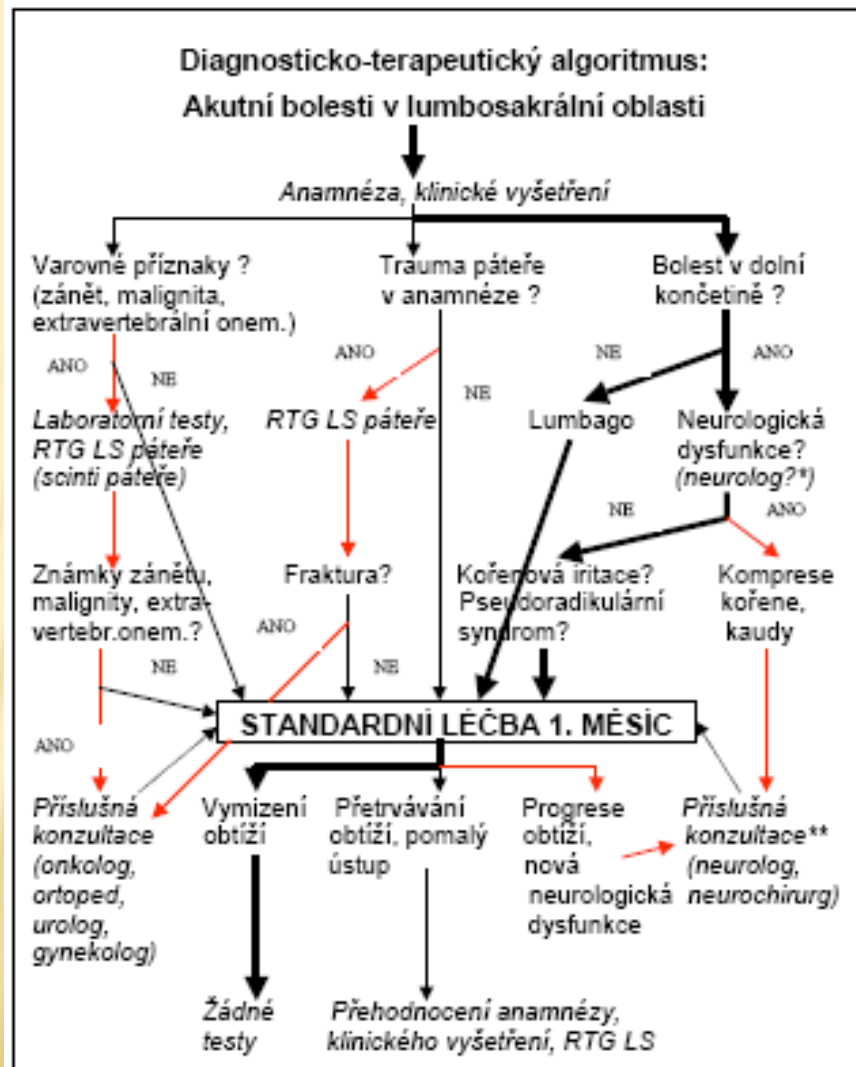 Diagnosticko-terapeutický algoritmus:
Akutní bolesti v lumbosakrální oblasti
Anamnéza, klinické vyšetření
Varovné příznaky ?
(zánět, malignita,
extravertebrální onem.)
Trauma páteře
v anamnéze ?
Bolest v dolní
končetině ?
ANO
NE
ANO
NE
NE
ANO
Laboratorní testy,
RTG LS páteře
(scinti páteře)
RTG LS páteře
Lumbago
Neurologická
dysfunkce?
(neurolog?*)
NE
ANO
Známky zánětu,
malignity, extra-
vertebr.onem.?
Fraktura?
Kořenová iritace?
Pseudoradikulární
syndrom?
Komprese
kořene,
kaudy
ANO
NE
NE
STANDARDNÍ LÉČBA 1. MĚSÍC
ANO
Příslušná
konzultace
(onkolog,
ortoped,
urolog,
gynekolog)
Vymizení
obtíží
Přetrvávání
obtíží, pomalý
ústup
Progrese
obtíží,
nová
neurologická
dysfunkce
Příslušná
konzultace**
(neurolog,
neurochirurg)
Žádné
testy
Přehodnocení anamnézy,
klinického vyšetření, RTG LS